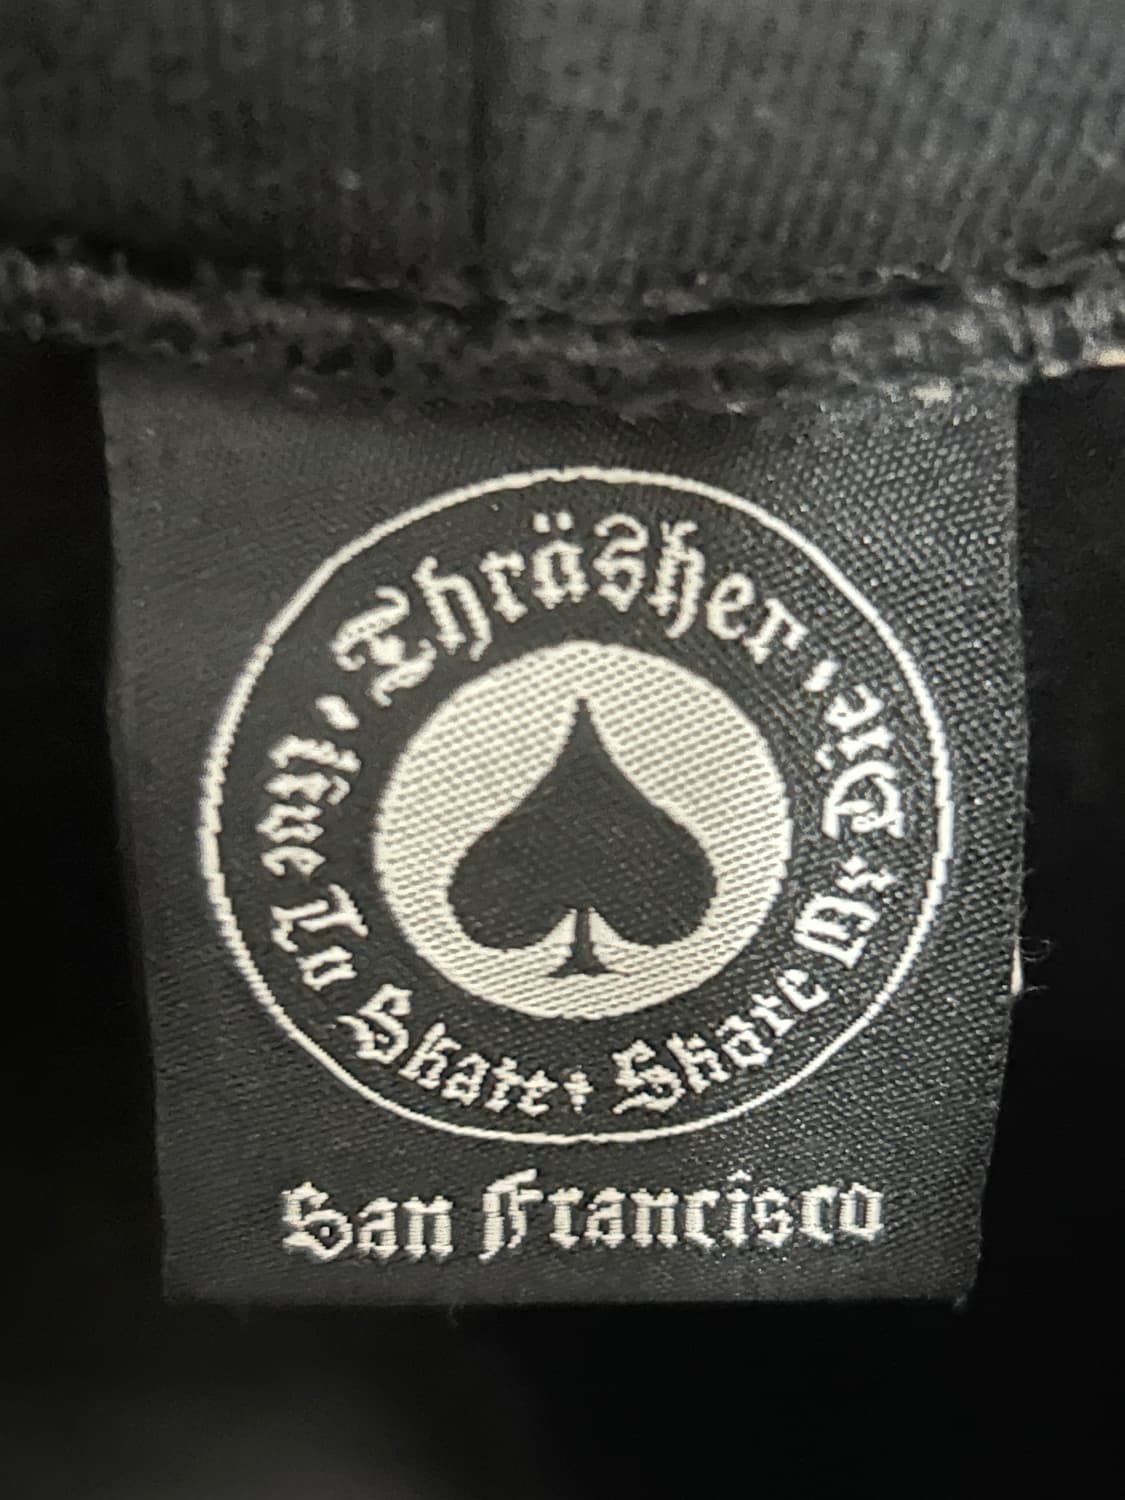 Thräsher
Live To Skate • Skate Or Die
San Francisco